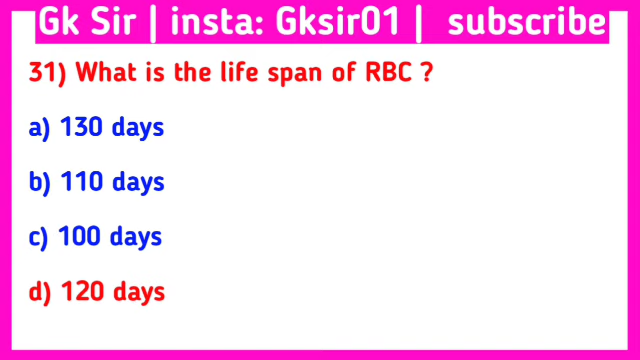 Gk Sir | insta: Gksir01 | subscribe
31) What is the life span of RBC ?
a) 130 days
b) 110 days
c) 100 days
d) 120 days